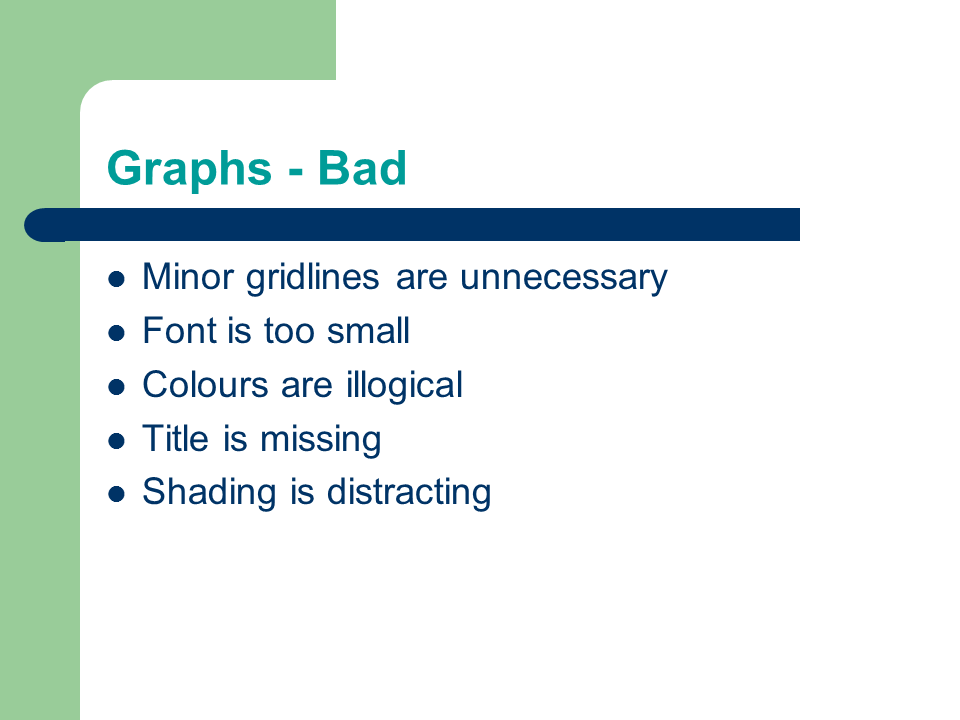 Graphs - Bad
Minor gridlines are unnecessary
Font is too small
Colours are illogical
Title is missing
Shading is distracting